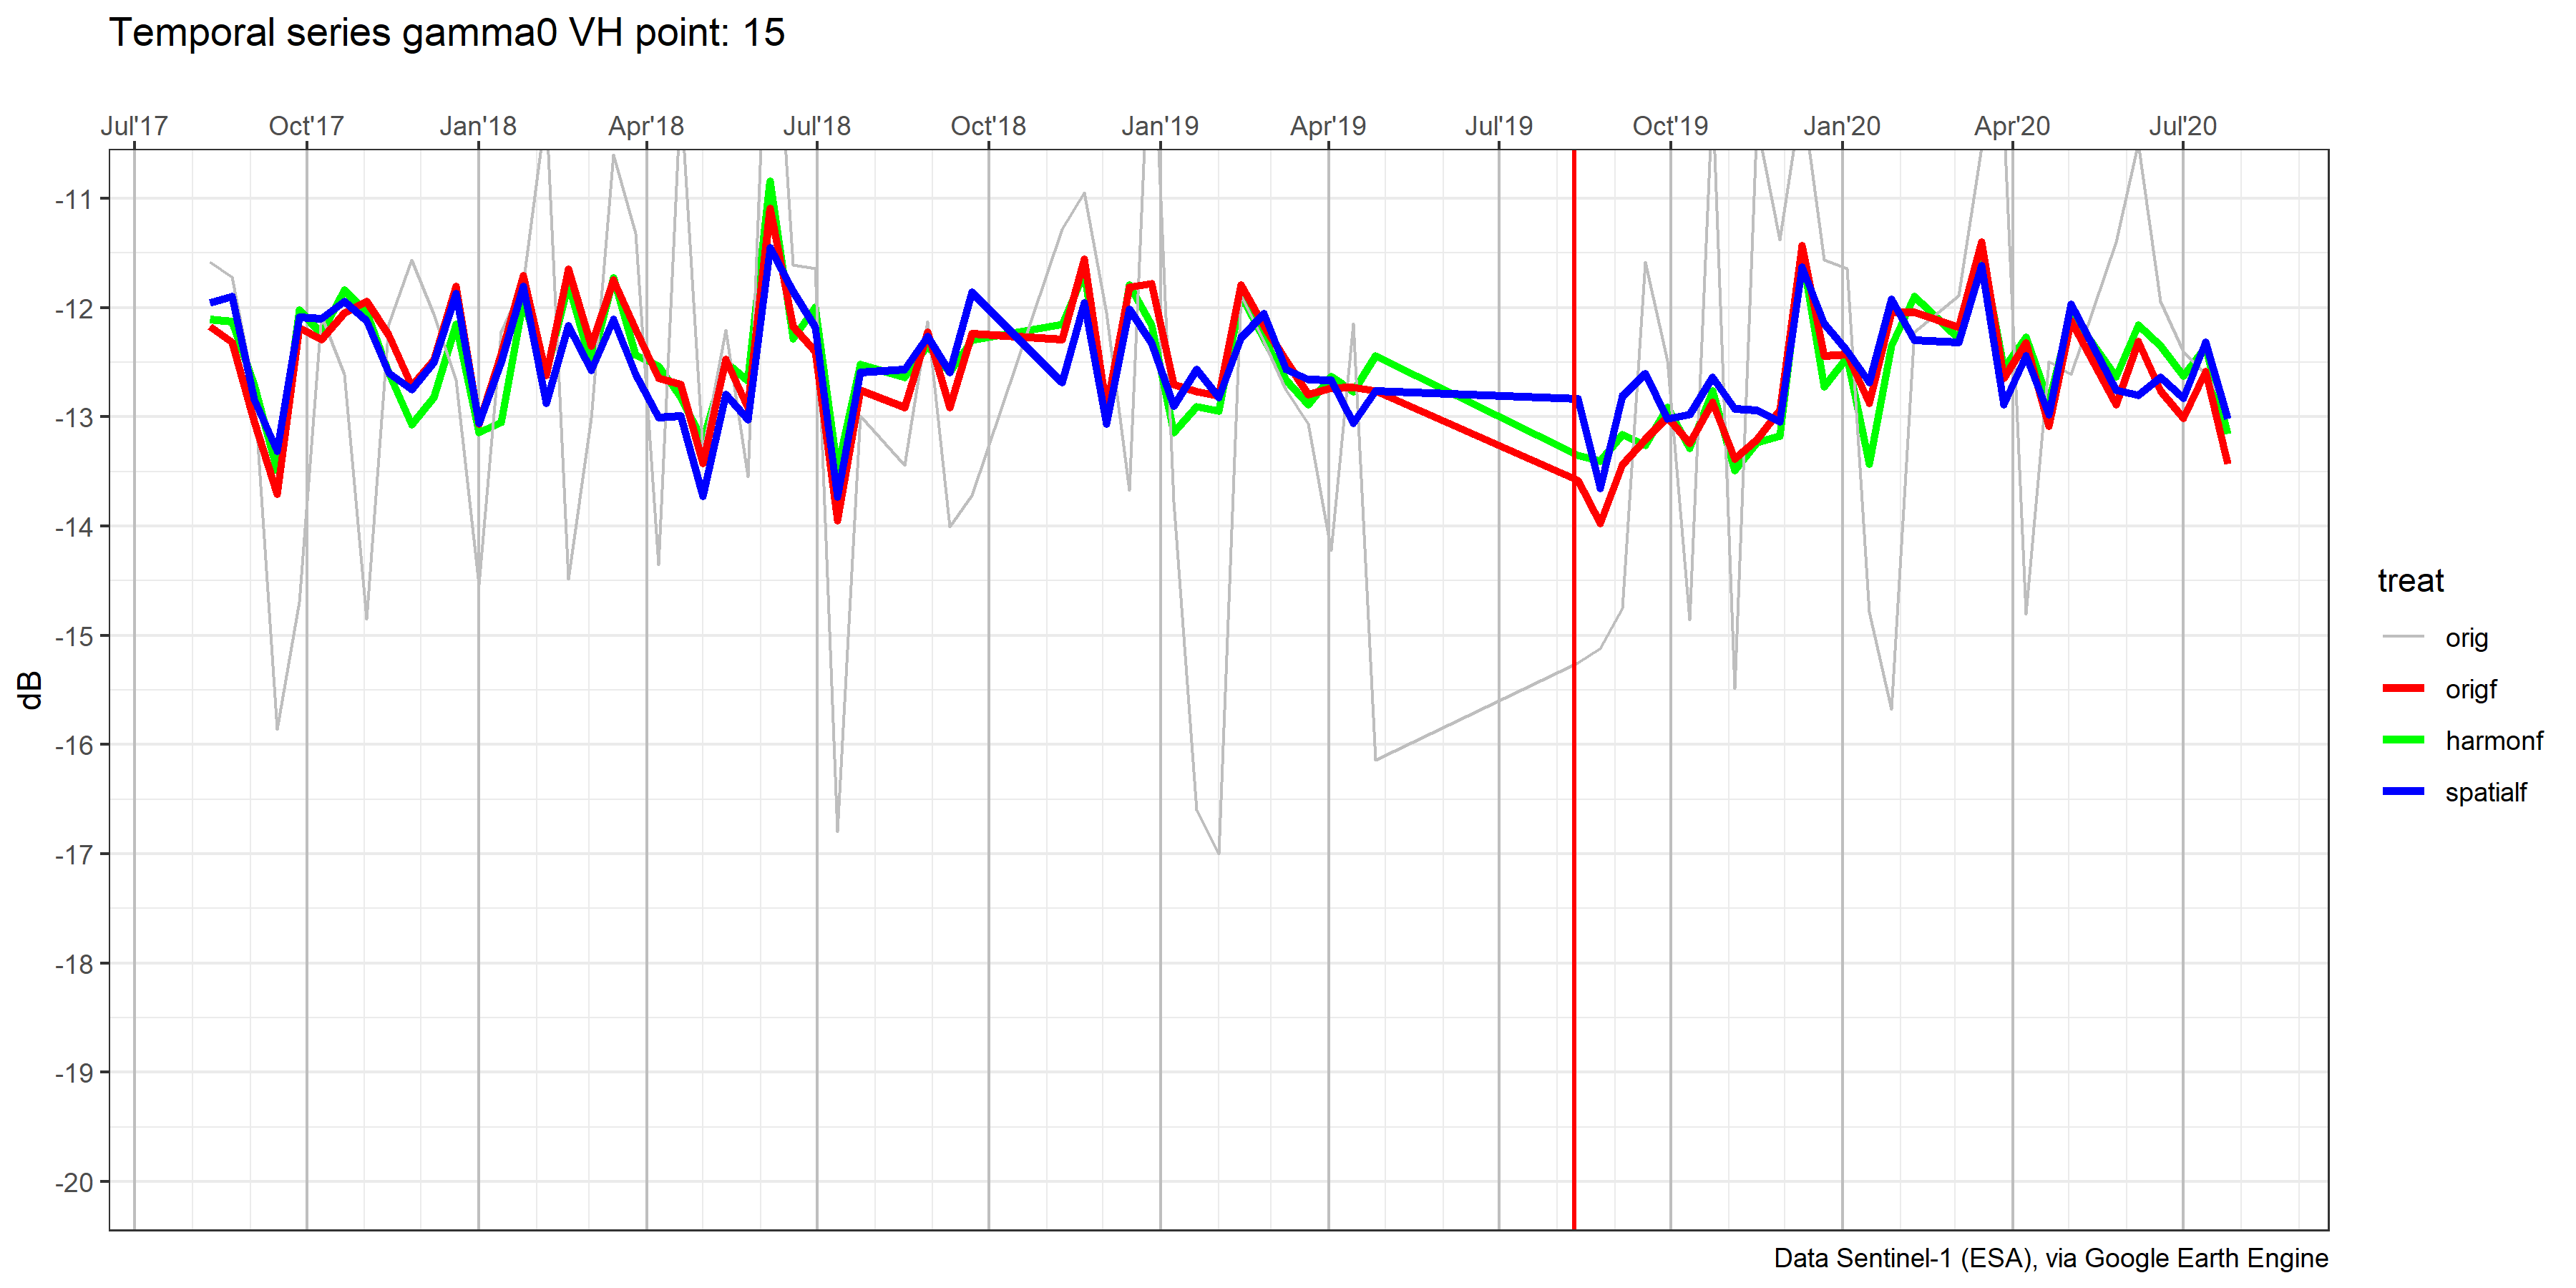 Temporal series gamma0 VH point: 15
Jul'17 Oct'17 Jan'18 Apr'18 Jul'18 Oct'18 Jan'19 Apr'19 Jul'19 Oct'19 Jan'20 Apr'20 Jul'20
-11
-12
-13
-14
-15
-16
-17
-18
-19
-20
dB
treat
orig
origf
harmonf
spatialf
Data Sentinel-1 (ESA), via Google Earth Engine